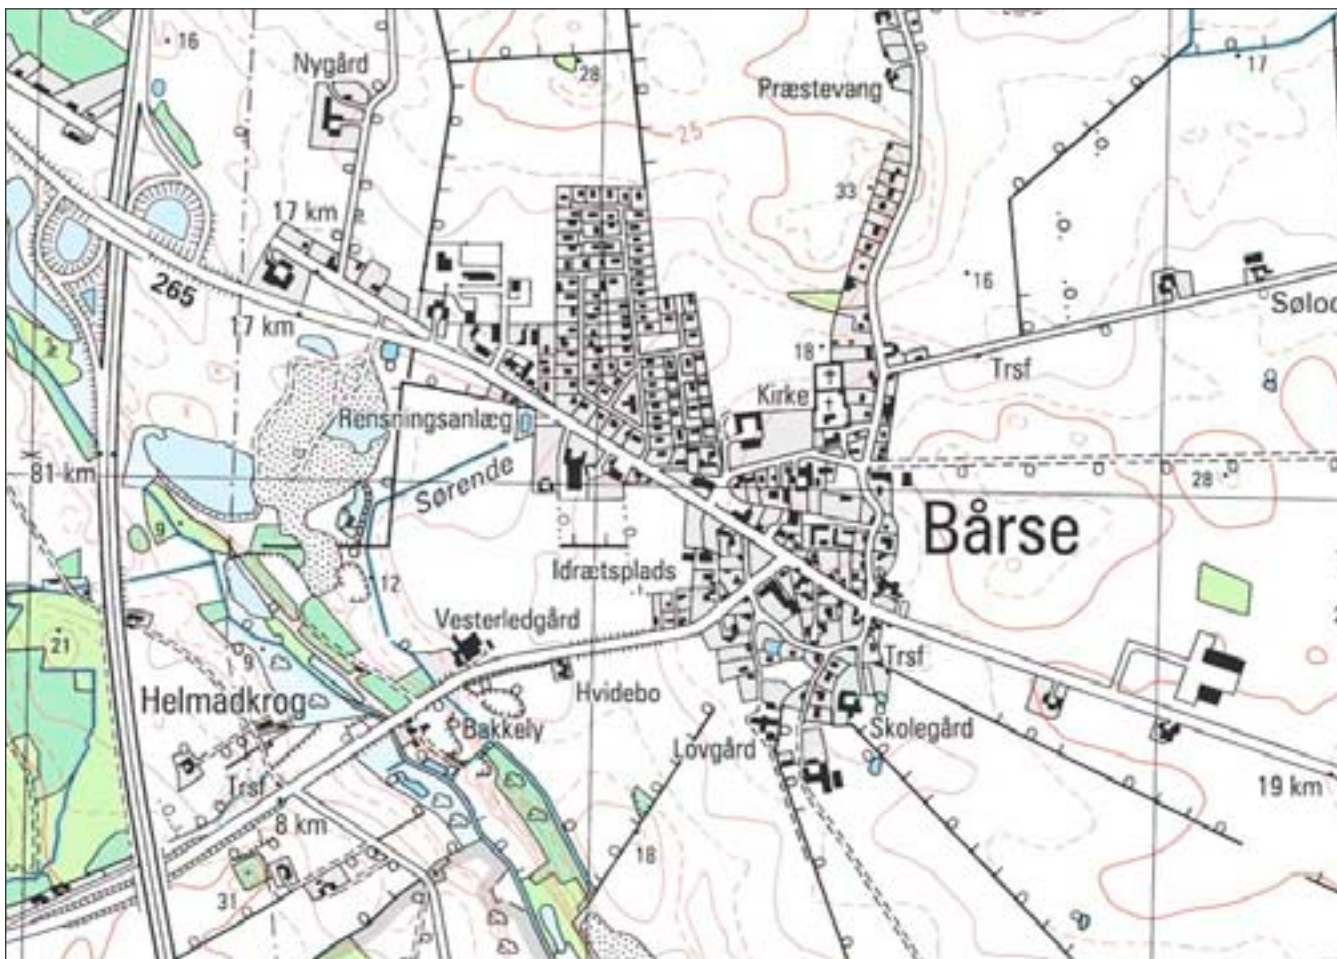 16
Nygård
28
17
Præstevang
25
33
17 km
265
17 km
16
18
Trsf
Kirke
Rensningsanlæg
81 km
Sørende
28
Bårse
9
12
Idrætsplads
21
Vesterledgård
9
Trsf
Helmadkrog
Hvidebo
Bakkely
Skolegård
Lovgård
Trsf
19 km
8 km
18
31